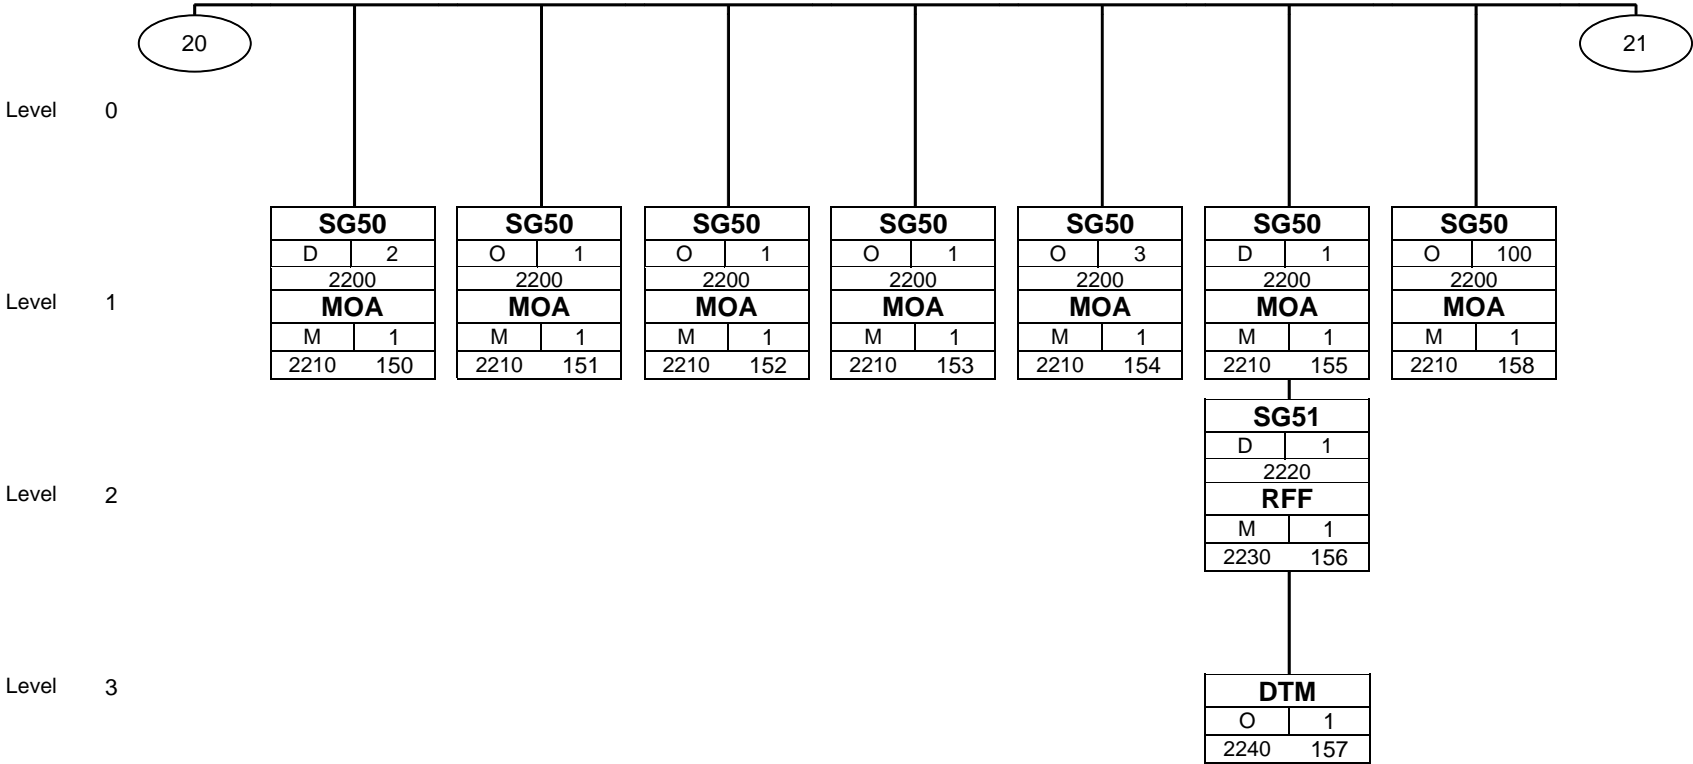 20 21
Level 0
SG50 SG50 SG50 SG50 SG50 SG50 SG50
D 2 O 1 O 1 O 1 O 3 D 1 O 100
2200 2200 2200 2200 2200 2200 2200
Level 1 MOA MOA MOA MOA MOA MOA MOA
M 1 M 1 M 1 M 1 M 1 M 1 M 1
2210 150 2210 151 2210 152 2210 153 2210 154 2210 155 2210 158
SG51
D 1
2220
Level 2 RFF
M 1
2230 156
Level 3 DTM
O 1
2240 157